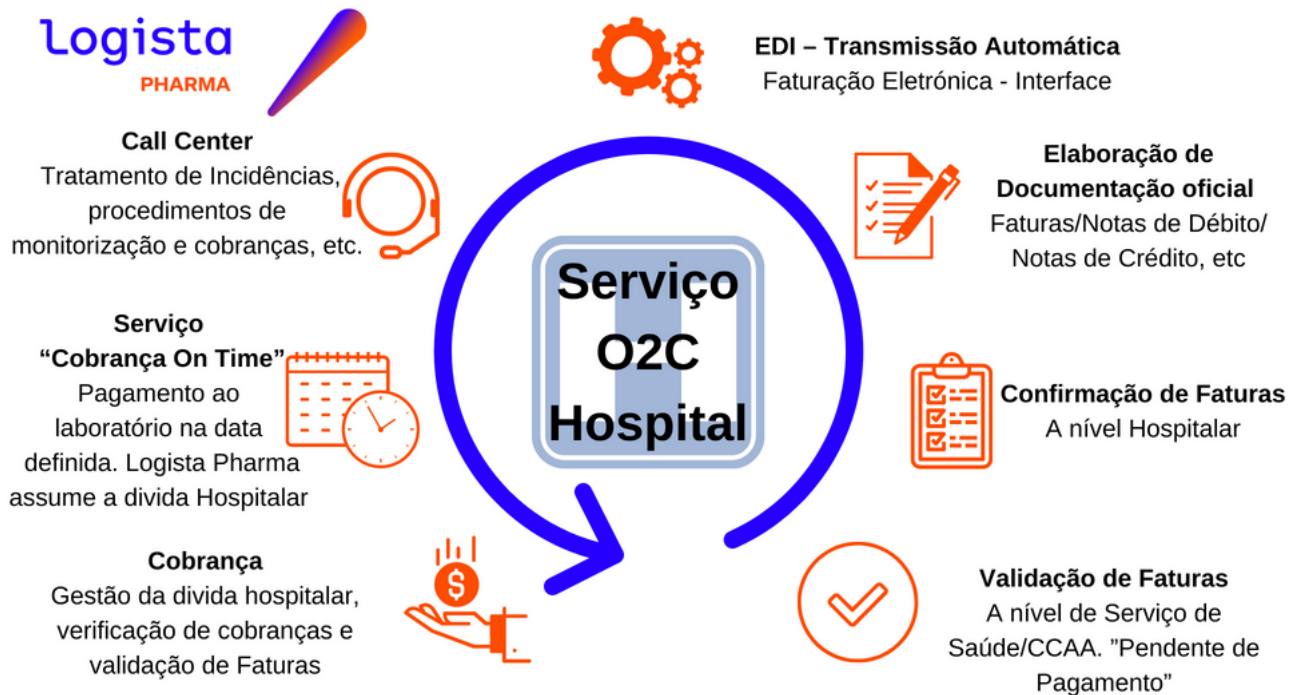 logista
PHARMA
EDI – Transmissão Automática
Faturação Eletrónica - Interface
Call Center
Tratamento de Incidências,
procedimentos de
monitorização e cobranças, etc.
Elaboração de
Documentação oficial
Faturas/Notas de Débito/
Notas de Crédito, etc
Serviço
O2C
Hospital
Serviço
“Cobrança On Time”
Pagamento ao
laboratório na data
definida. Logista Pharma
assume a divida Hospitalar
Confirmação de Faturas
A nível Hospitalar
Cobrança
Gestão da divida hospitalar,
verificação de cobranças e
validação de Faturas
$
Validação de Faturas
A nível de Serviço de
Saúde/CCAA. ”Pendente de
Pagamento”